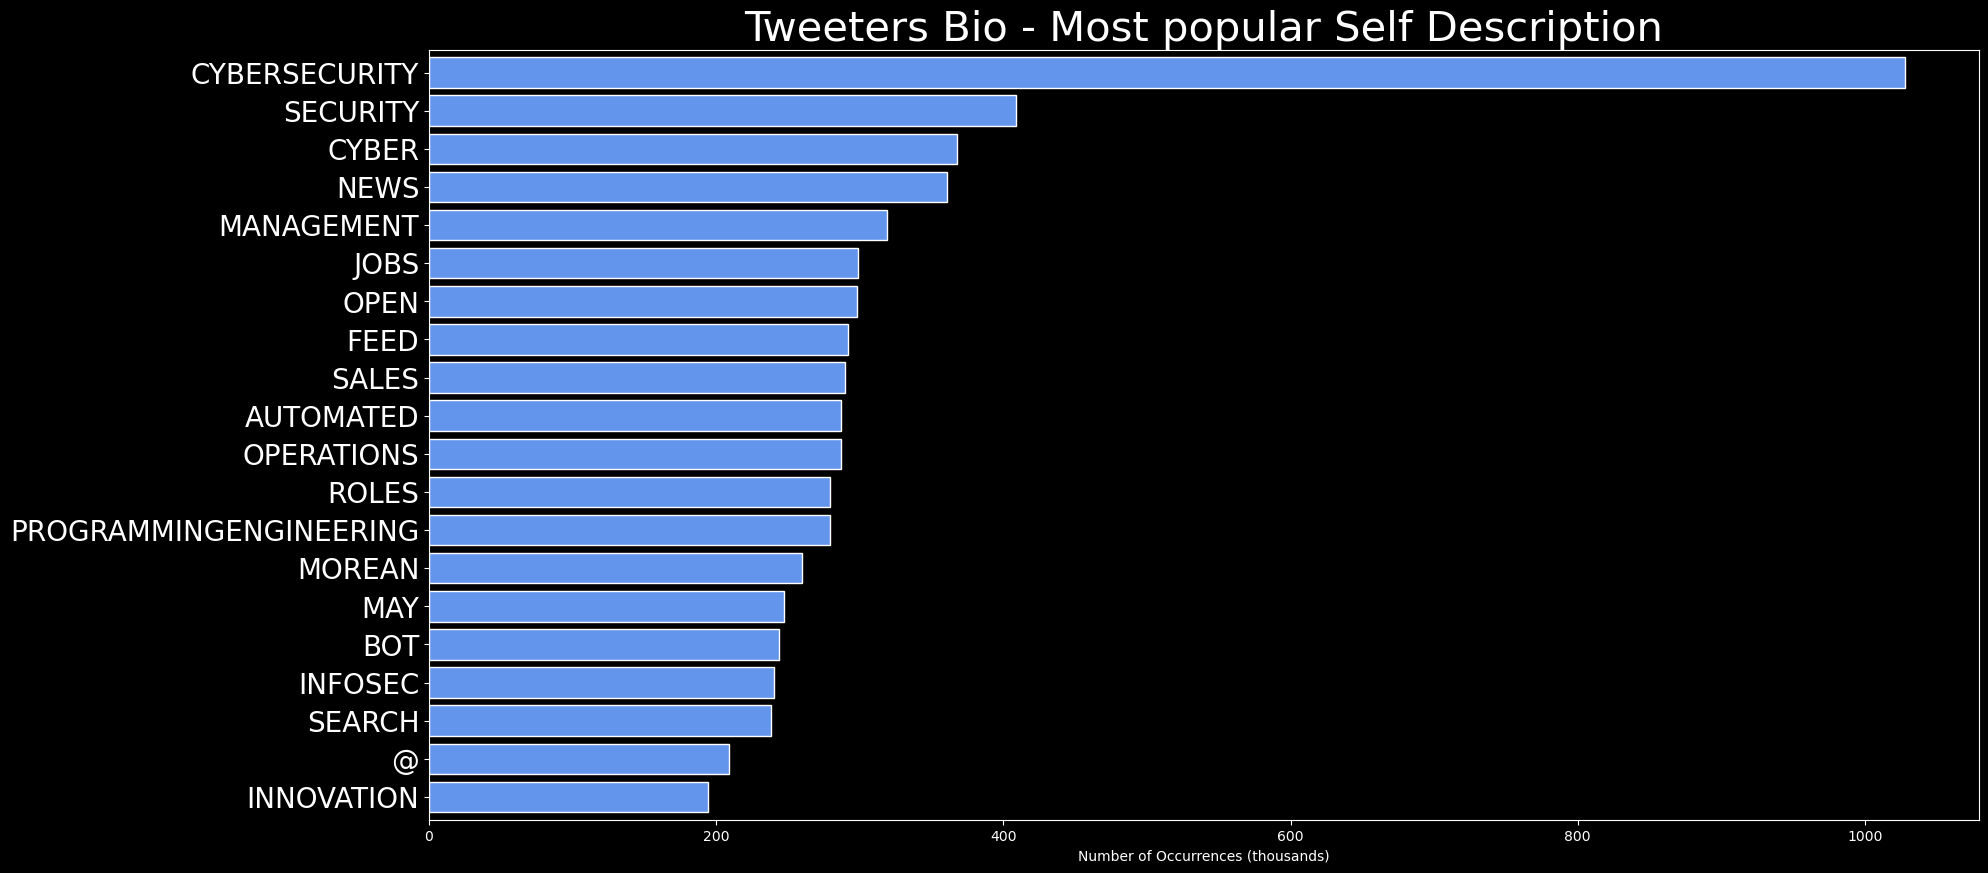 Tweeters Bio - Most popular Self Description
CYBERSECURITY
SECURITY
CYBER
NEWS
MANAGEMENT
JOBS
OPEN
FEED
SALES
AUTOMATED
OPERATIONS
ROLES
PROGRAMMINGENGINEERING
MOREAN
MAY
BOT
INFOSEC
SEARCH
@
INNOVATION
0 200 400 600 800 1000
Number of Occurrences (thousands)